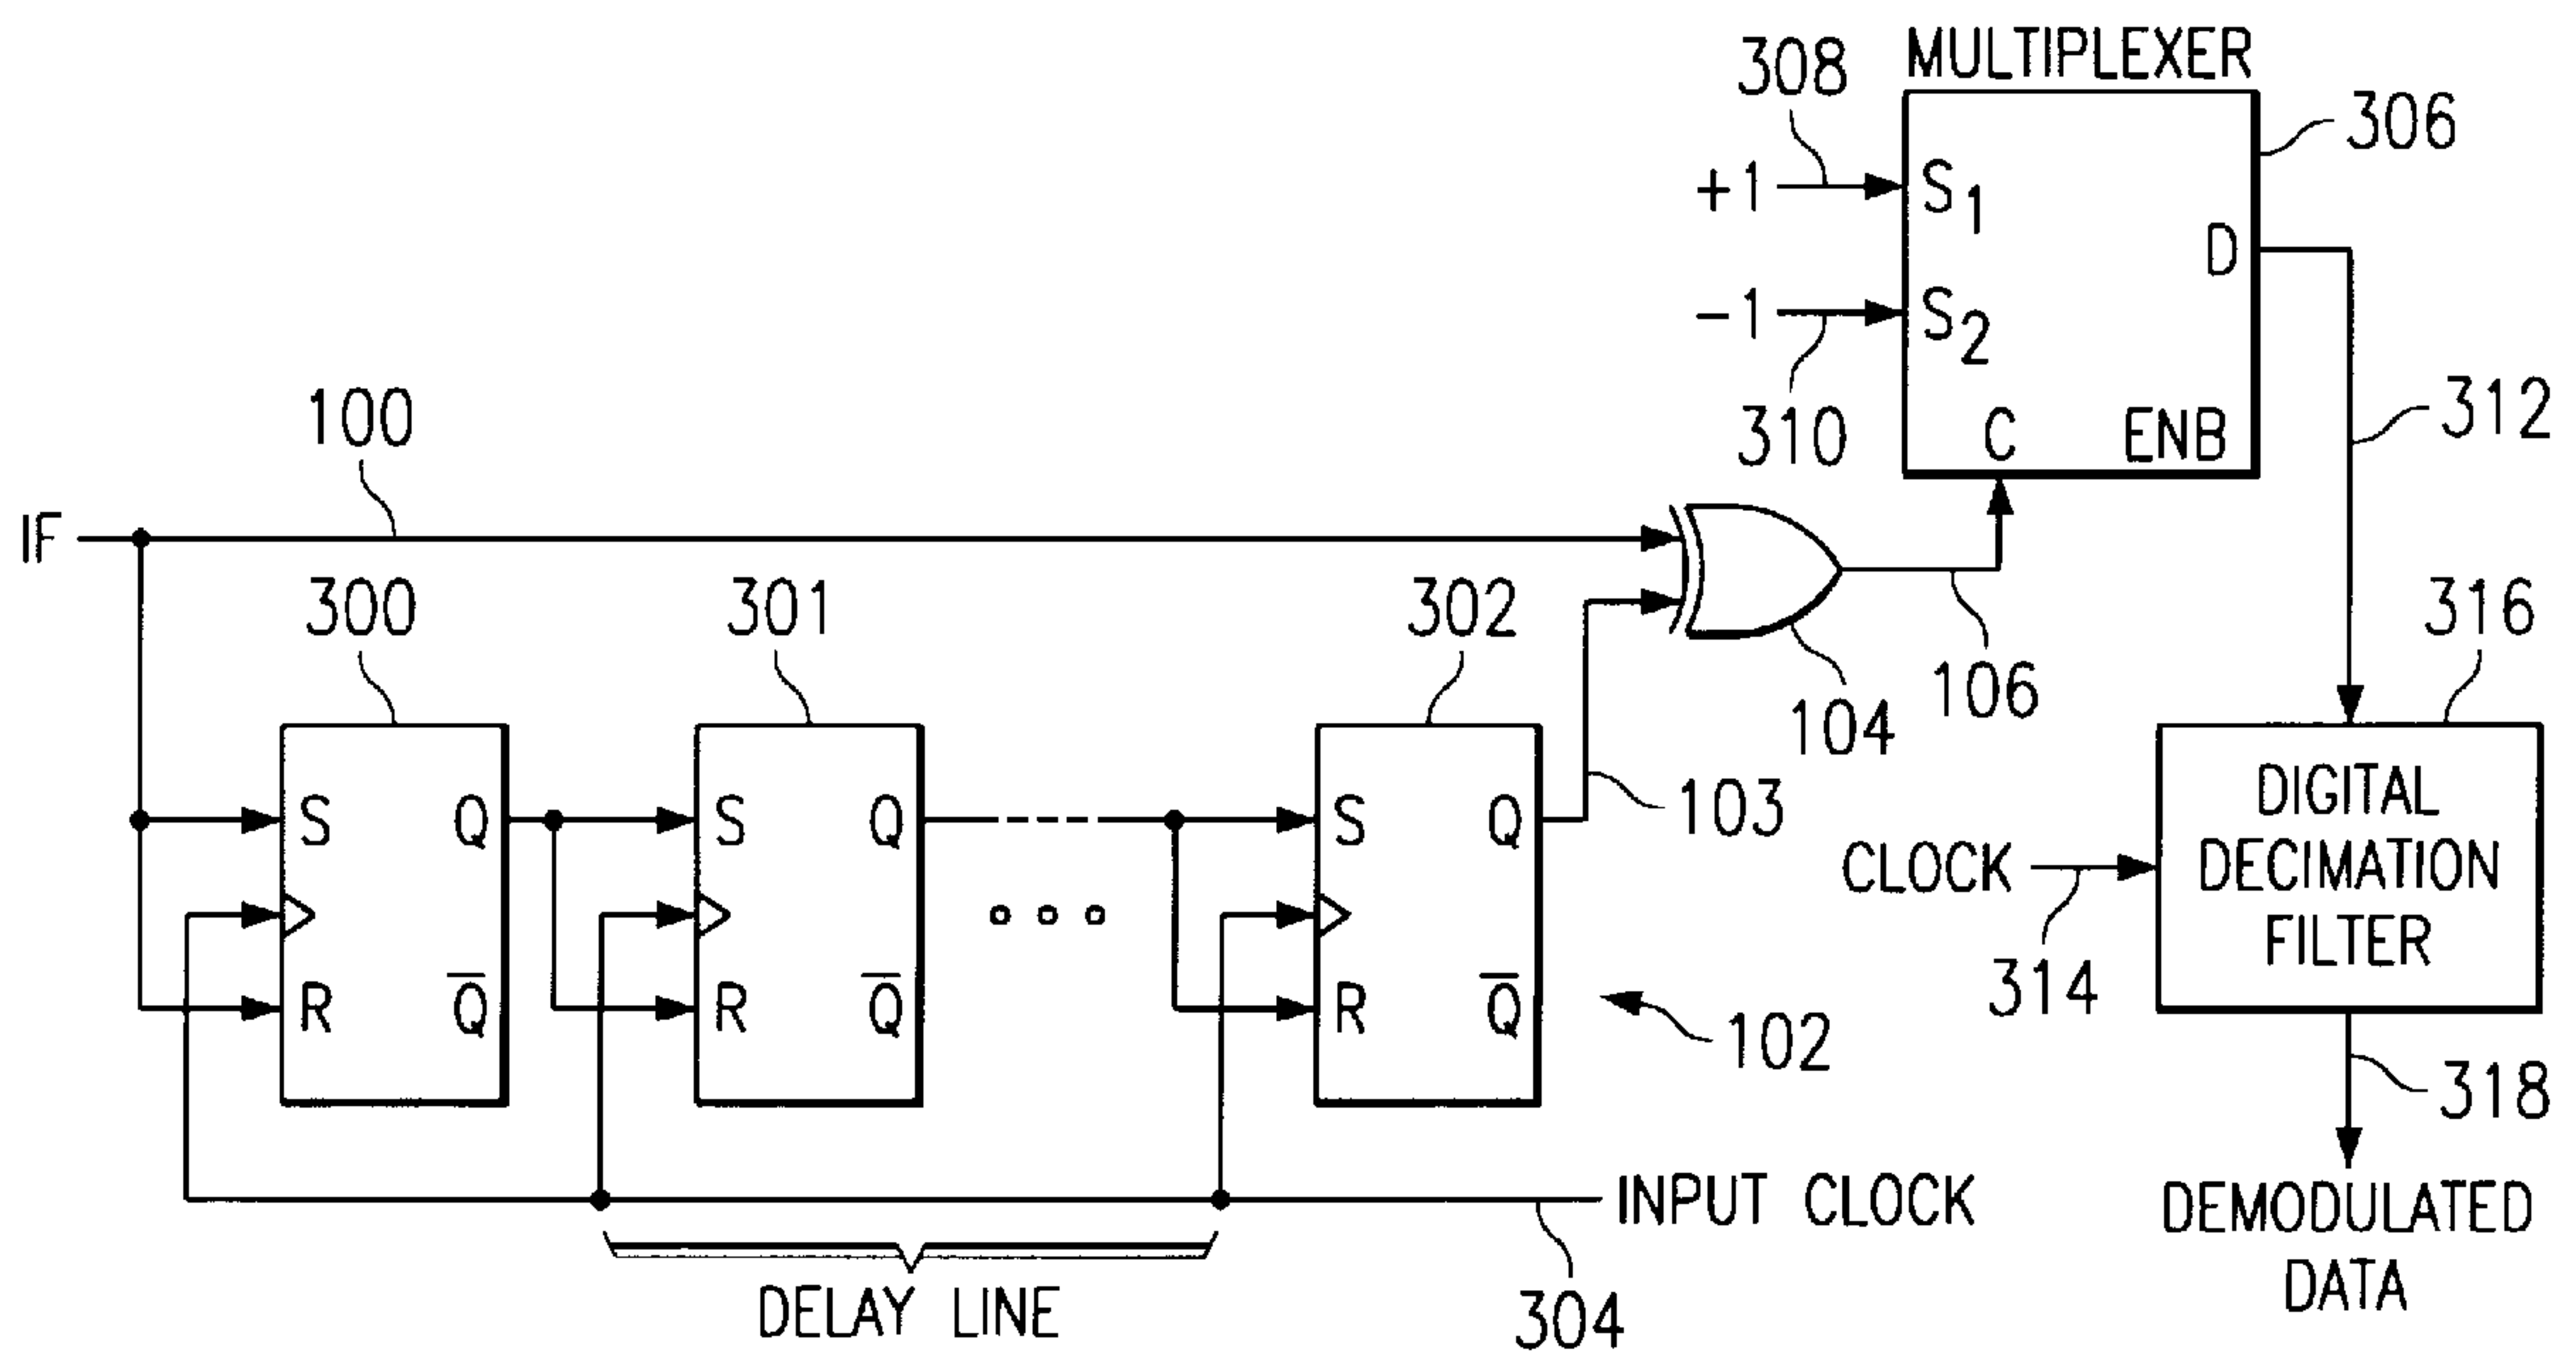 MULTIPLEXER
308
306
+1
S1
D
-1
S2
310
C
ENB
312
100
IF
300
301
302
316
106
104
S
Q
S
Q
S
Q
103
DIGITAL
DECIMATION
FILTER
CLOCK
314
R
Q̅
R
Q̅
R
Q̅
102
318
INPUT CLOCK
DEMODULATED
DATA
DELAY LINE
304